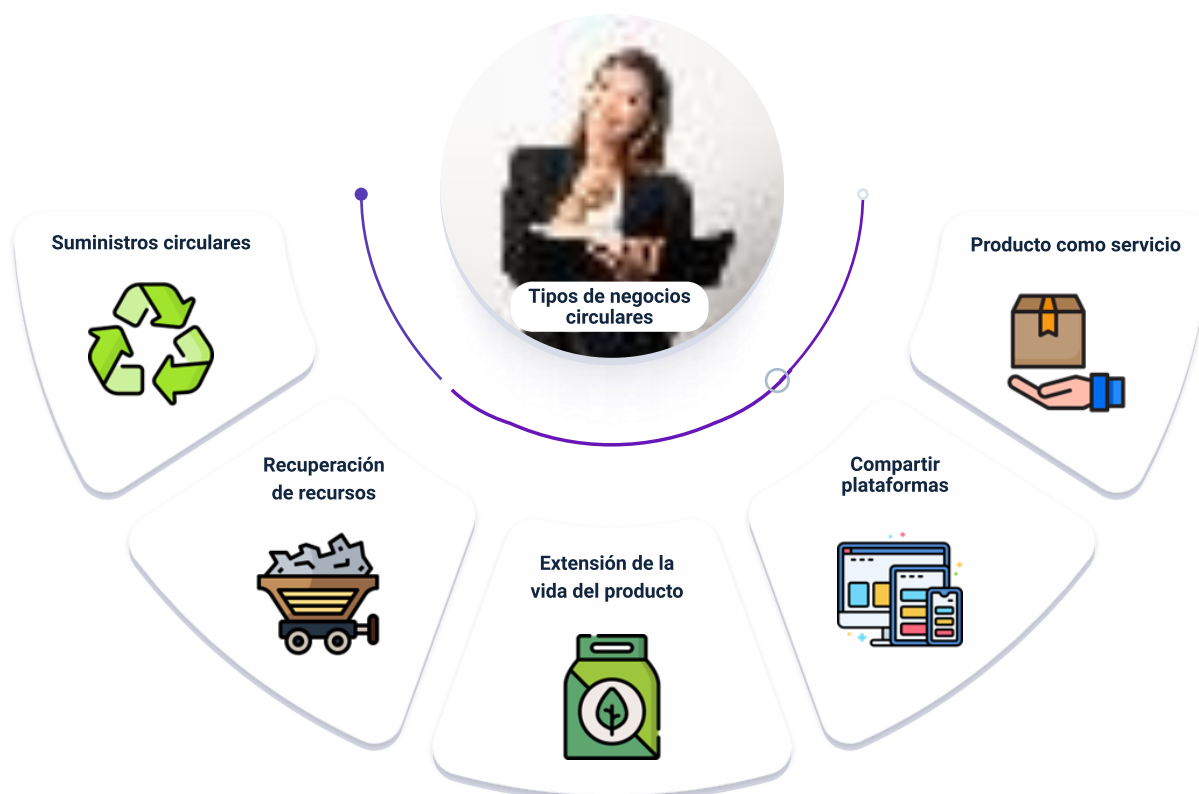 Tipos de negocios
circulares
Suministros circulares
Recuperación
de recursos
Extensión de la
vida del producto
Compartir
plataformas
Producto como servicio